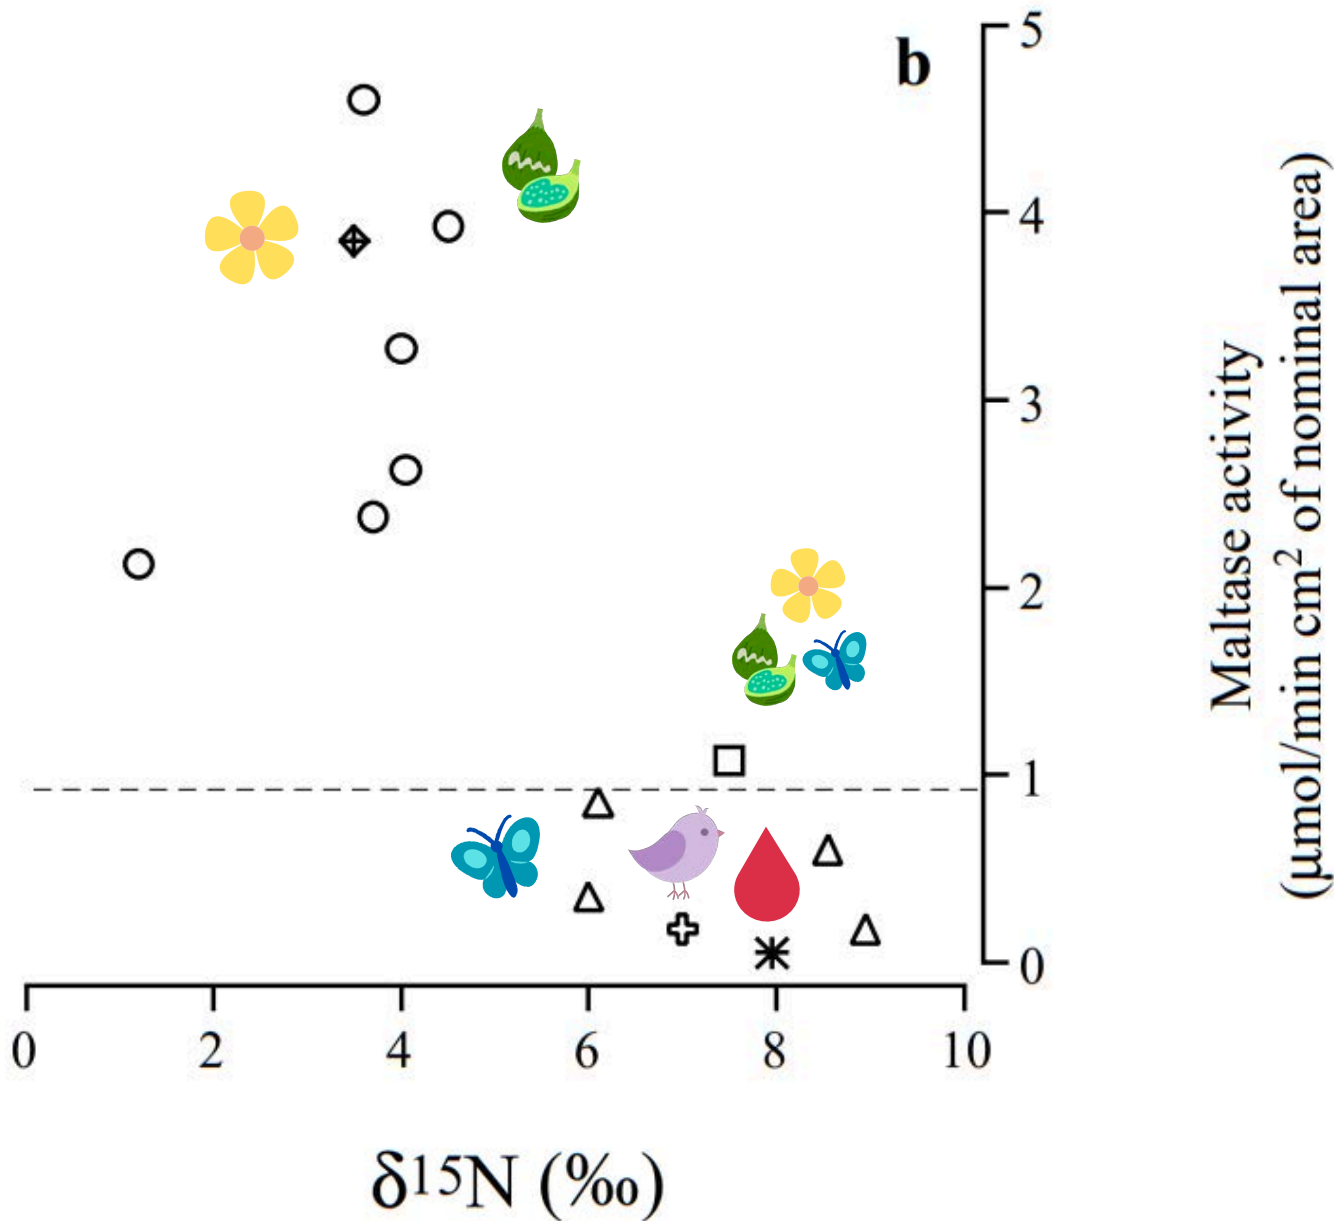 b
5
4
3
2
1
0
Maltase activity
(μmol/min cm² of nominal area)
0 2 4 6 8 10
δ¹⁵N (‰)